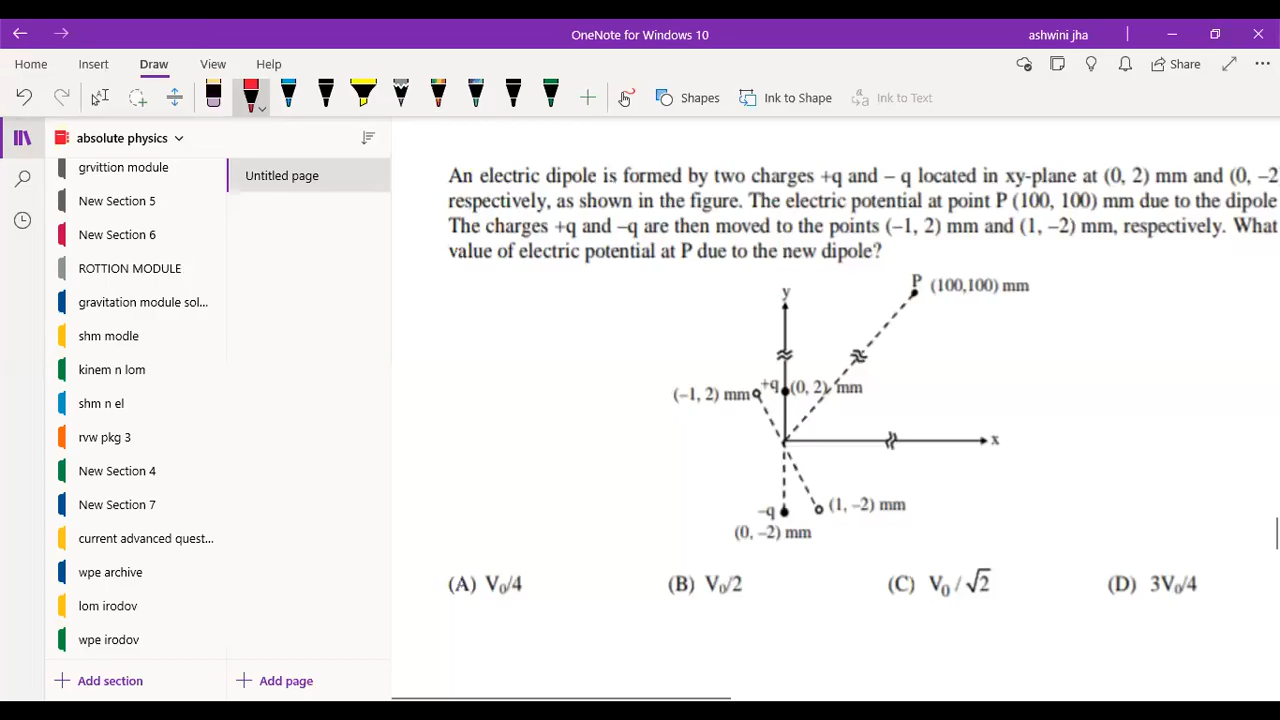 OneNote for Windows 10
ashwini jha
Home Insert Draw View Help
Share
Shapes
Ink to Shape
Ink to Text
absolute physics
grvittion module
New Section 5
New Section 6
ROTTION MODULE
gravitation module sol...
shm modle
kinem n lom
shm n el
rvw pkg 3
New Section 4
New Section 7
current advanced quest...
wpe archive
lom irodov
wpe irodov
Add section
Untitled page
Add page
An electric dipole is formed by two charges +q and – q located in xy-plane at (0, 2) mm and (0, –2
respectively, as shown in the figure. The electric potential at point P (100, 100) mm due to the dipole
The charges +q and –q are then moved to the points (–1, 2) mm and (1, –2) mm, respectively. What
value of electric potential at P due to the new dipole?
P (100,100) mm
y
(–1, 2) mm
+q
(0, 2) mm
x
(1, –2) mm
–q
(0, –2) mm
(A) V₀/4 (B) V₀/2 (C) V₀ / √2 (D) 3V₀/4